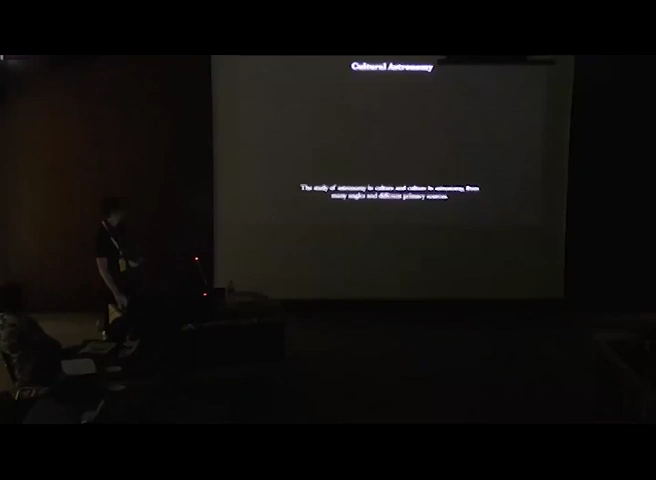 Cultural Astronomy
The study of astronomy in culture and culture in astronomy, from
many angles and different primary sources.